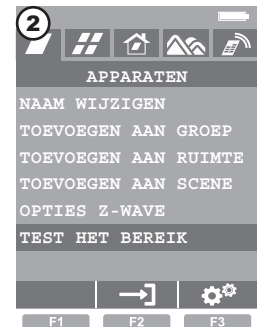 2
APPARATEN
NAAM WIJZIGEN
TOEVOEGEN AAN GROEP
TOEVOEGEN AAN RUIMTE
TOEVOEGEN AAN SCENE
OPTIES Z-WAVE
TEST HET BEREIK
F1 F2 F3